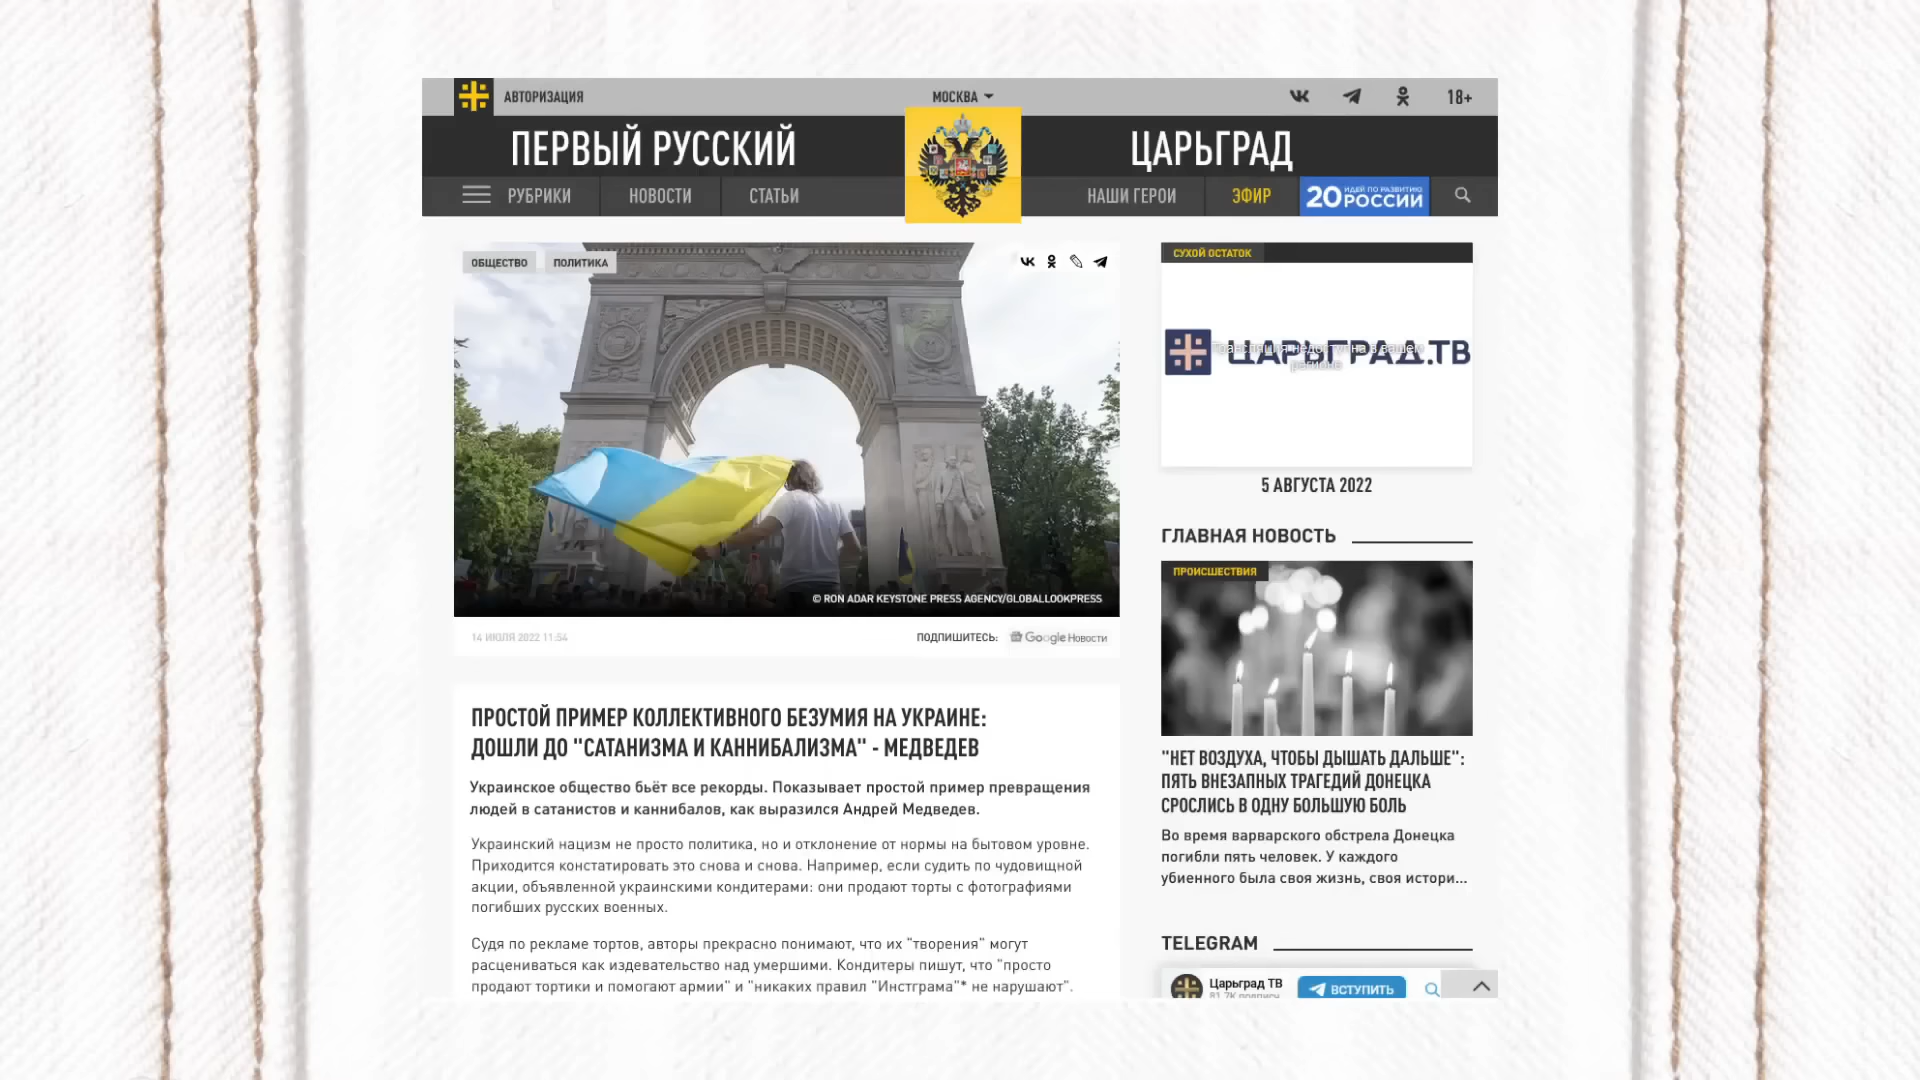 АВТОРИЗАЦИЯ
МОСКВА
18+
ПЕРВЫЙ РУССКИЙ
ЦАРЬГРАД
РУБРИКИ
НОВОСТИ
СТАТЬИ
НАШИ ГЕРОИ
ЭФИР
20 ИДЕЙ ПО РАЗВИТИЮ РОССИИ
ОБЩЕСТВО
ПОЛИТИКА
© RON ADAR KEYSTONE PRESS AGENCY/GLOBALLOOKPRESS
14 ИЮЛЯ 2022 11:54
ПОДПИШИТЕСЬ:
Google Новости
ПРОСТОЙ ПРИМЕР КОЛЛЕКТИВНОГО БЕЗУМИЯ НА УКРАИНЕ:
ДОШЛИ ДО "САТАНИЗМА И КАННИБАЛИЗМА" - МЕДВЕДЕВ
Украинское общество бьёт все рекорды. Показывает простой пример превращения
людей в сатанистов и каннибалов, как выразился Андрей Медведев.
Украинский нацизм не просто политика, но и отклонение от нормы на бытовом уровне.
Приходится констатировать это снова и снова. Например, если судить по чудовищной
акции, объявленной украинскими кондитерами: они продают торты с фотографиями
погибших русских военных.
Судя по рекламе тортов, авторы прекрасно понимают, что их "творения" могут
расцениваться как издевательство над умершими. Кондитеры пишут, что "просто
продают тортики и помогают армии" и "никаких правил "Инстграма"* не нарушают".
СУХОЙ ОСТАТОК
ЦАРЬГРАД.ТВ
Трансляция недоступна в вашем
регионе
5 АВГУСТА 2022
ГЛАВНАЯ НОВОСТЬ
ПРОИСШЕСТВИЯ
"НЕТ ВОЗДУХА, ЧТОБЫ ДЫШАТЬ ДАЛЬШЕ":
ПЯТЬ ВНЕЗАПНЫХ ТРАГЕДИЙ ДОНЕЦКА
СРОСЛИСЬ В ОДНУ БОЛЬШУЮ БОЛЬ
Во время варварского обстрела Донецка
погибли пять человек. У каждого
убиенного была своя жизнь, своя истори...
TELEGRAM
Царьград ТВ
ВСТУПИТЬ